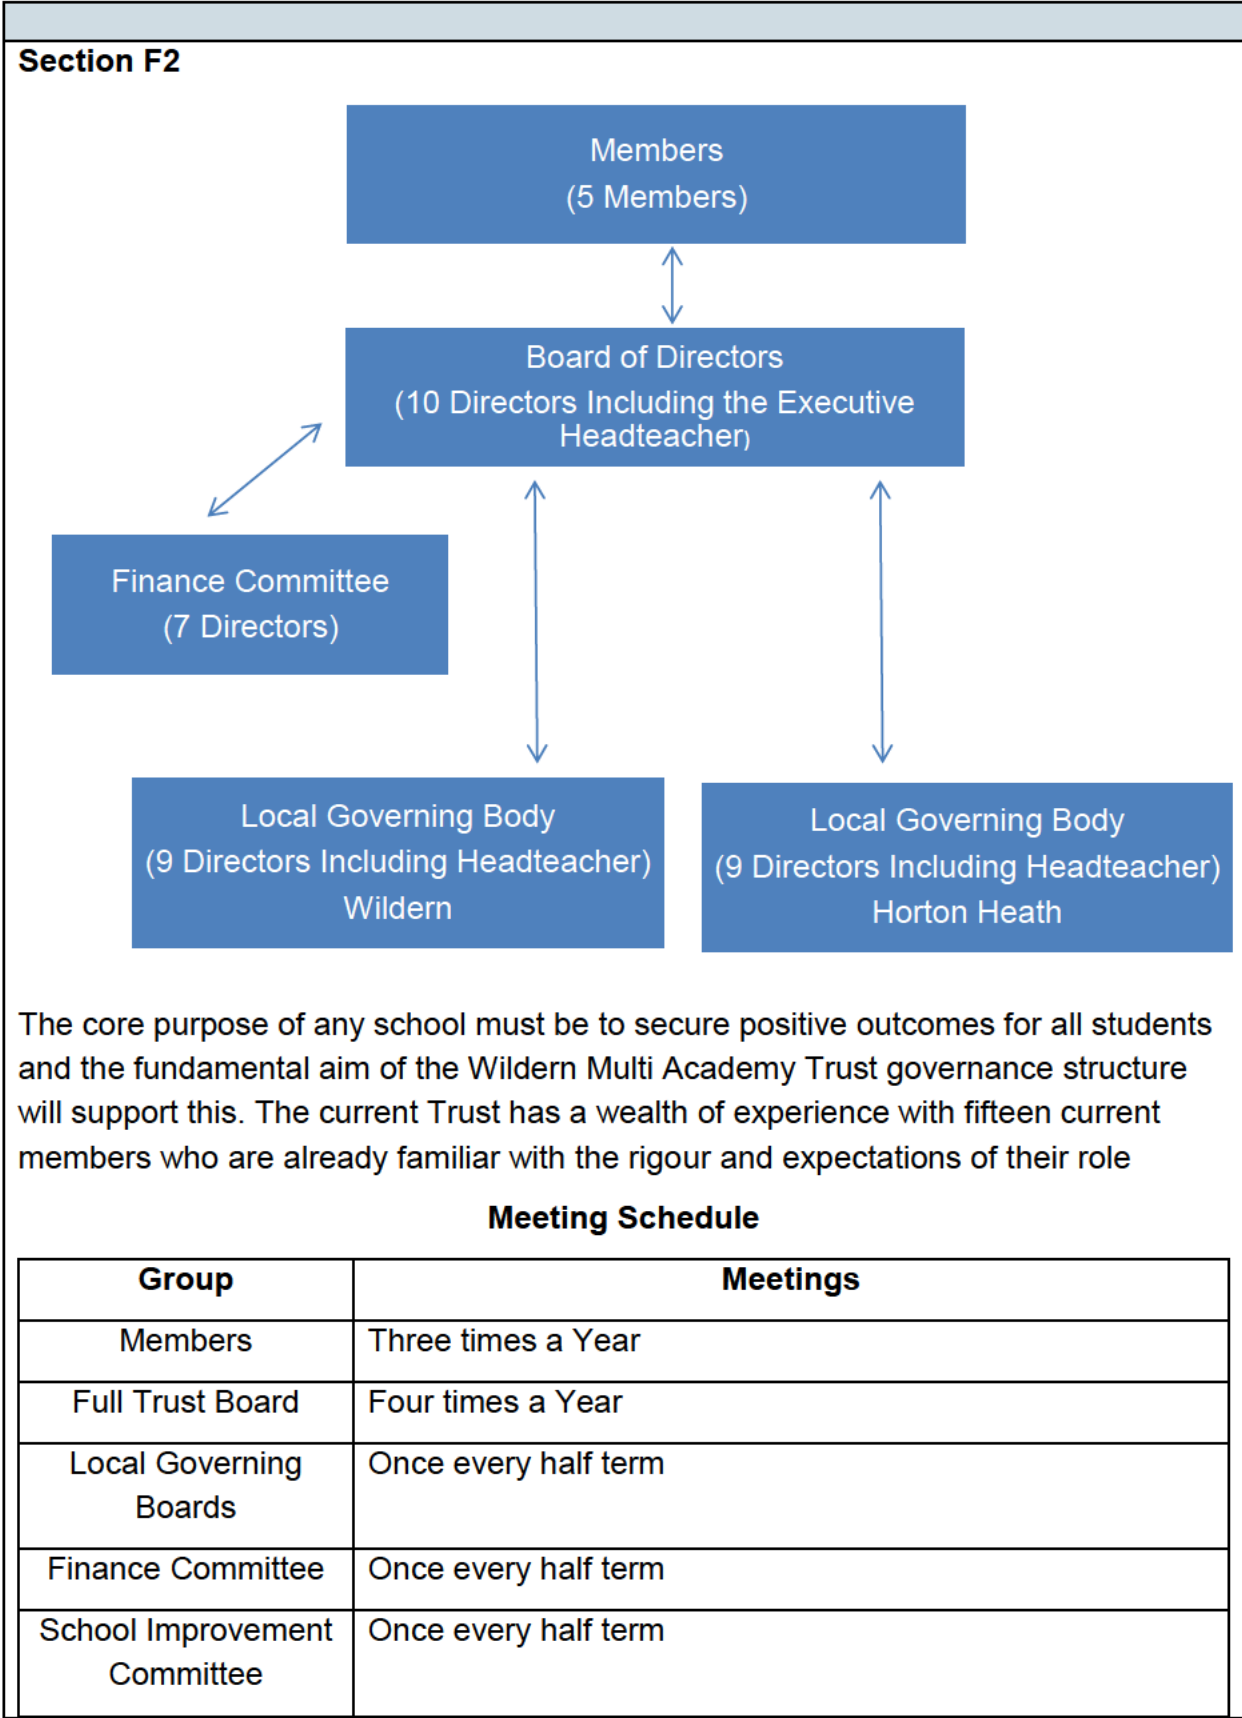 Section F2
Members
(5 Members)
Board of Directors
(10 Directors Including the Executive
Headteacher)
Finance Committee
(7 Directors)
Local Governing Body
(9 Directors Including Headteacher)
Wildern
Local Governing Body
(9 Directors Including Headteacher)
Horton Heath
The core purpose of any school must be to secure positive outcomes for all students
and the fundamental aim of the Wildern Multi Academy Trust governance structure
will support this. The current Trust has a wealth of experience with fifteen current
members who are already familiar with the rigour and expectations of their role
Meeting Schedule
Group Meetings
Members Three times a Year
Full Trust Board Four times a Year
Local Governing Once every half term
Boards
Finance Committee Once every half term
School Improvement Once every half term
Committee